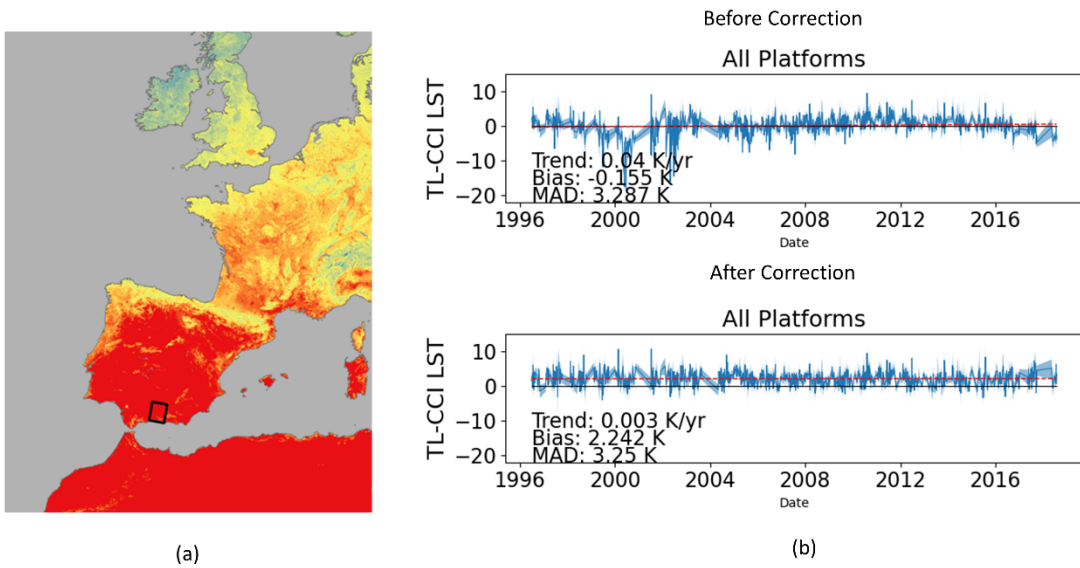 Before Correction
All Platforms
TL-CCI LST
10
0
−10
−20
Trend: 0.04 K/yr
Bias: -0.155 K
MAD: 3.287 K
1996 2000 2004 2008 2012 2016
Date
After Correction
All Platforms
TL-CCI LST
10
0
−10
−20
Trend: 0.003 K/yr
Bias: 2.242 K
MAD: 3.25 K
1996 2000 2004 2008 2012 2016
Date
(a)
(b)